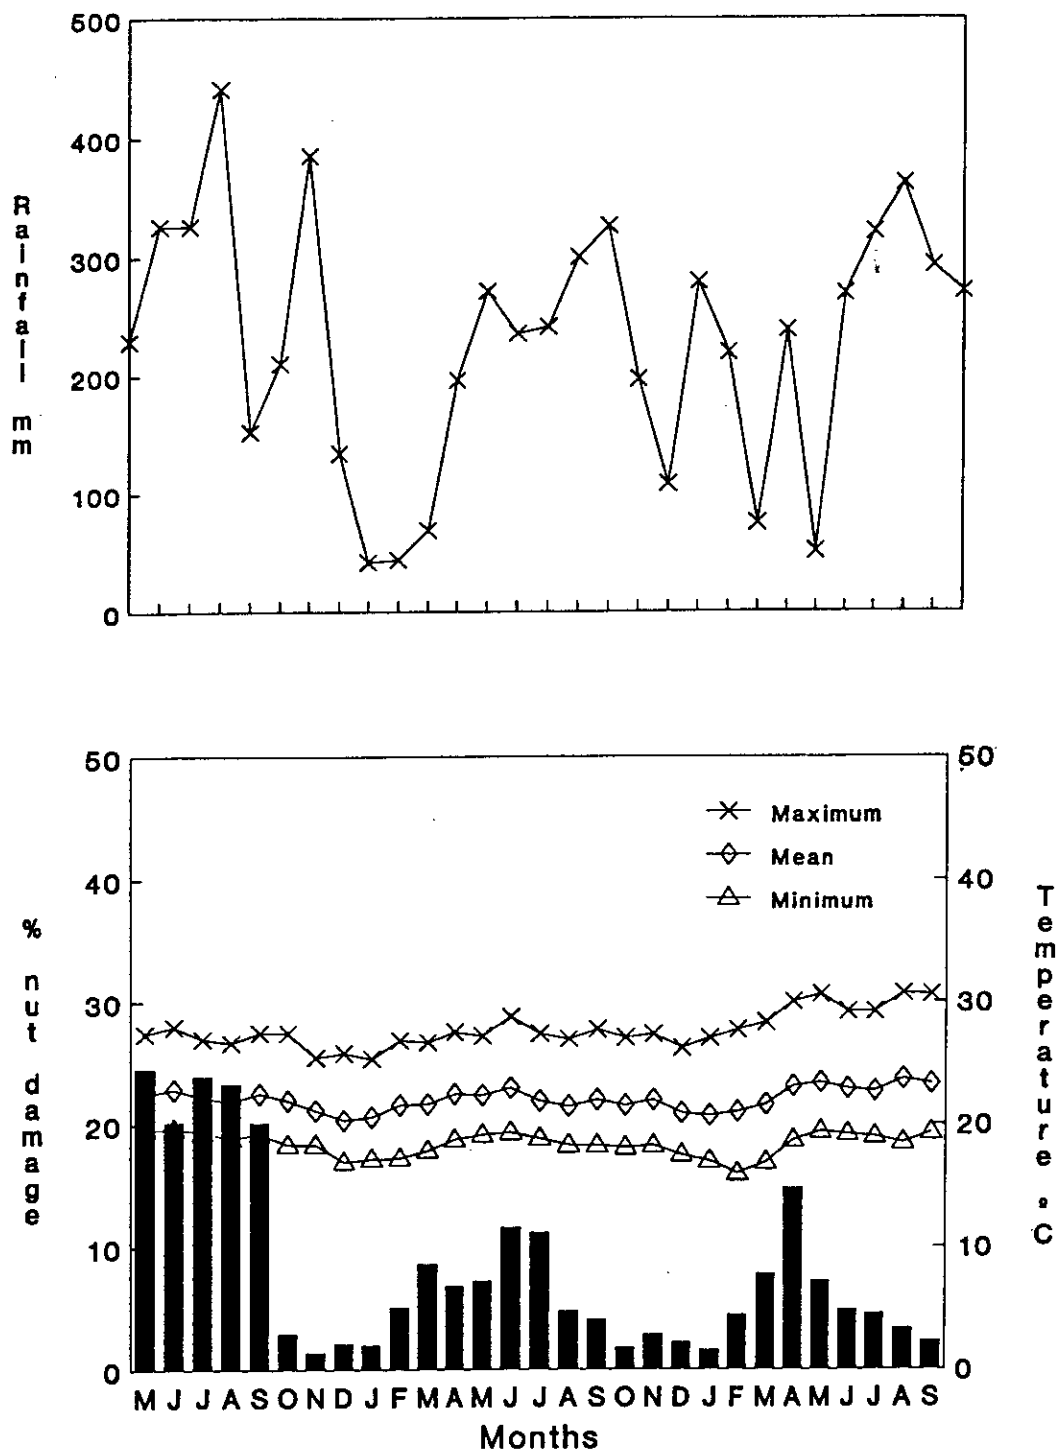 500
400
300
200
100
0
Rainfall mm
50
40
30
20
10
0
% nut damage
50
40
30
20
10
0
Temperature °C
Maximum
Mean
Minimum
M J J A S O N D J F M A M J J A S O N D J F M A M J J A S
Months